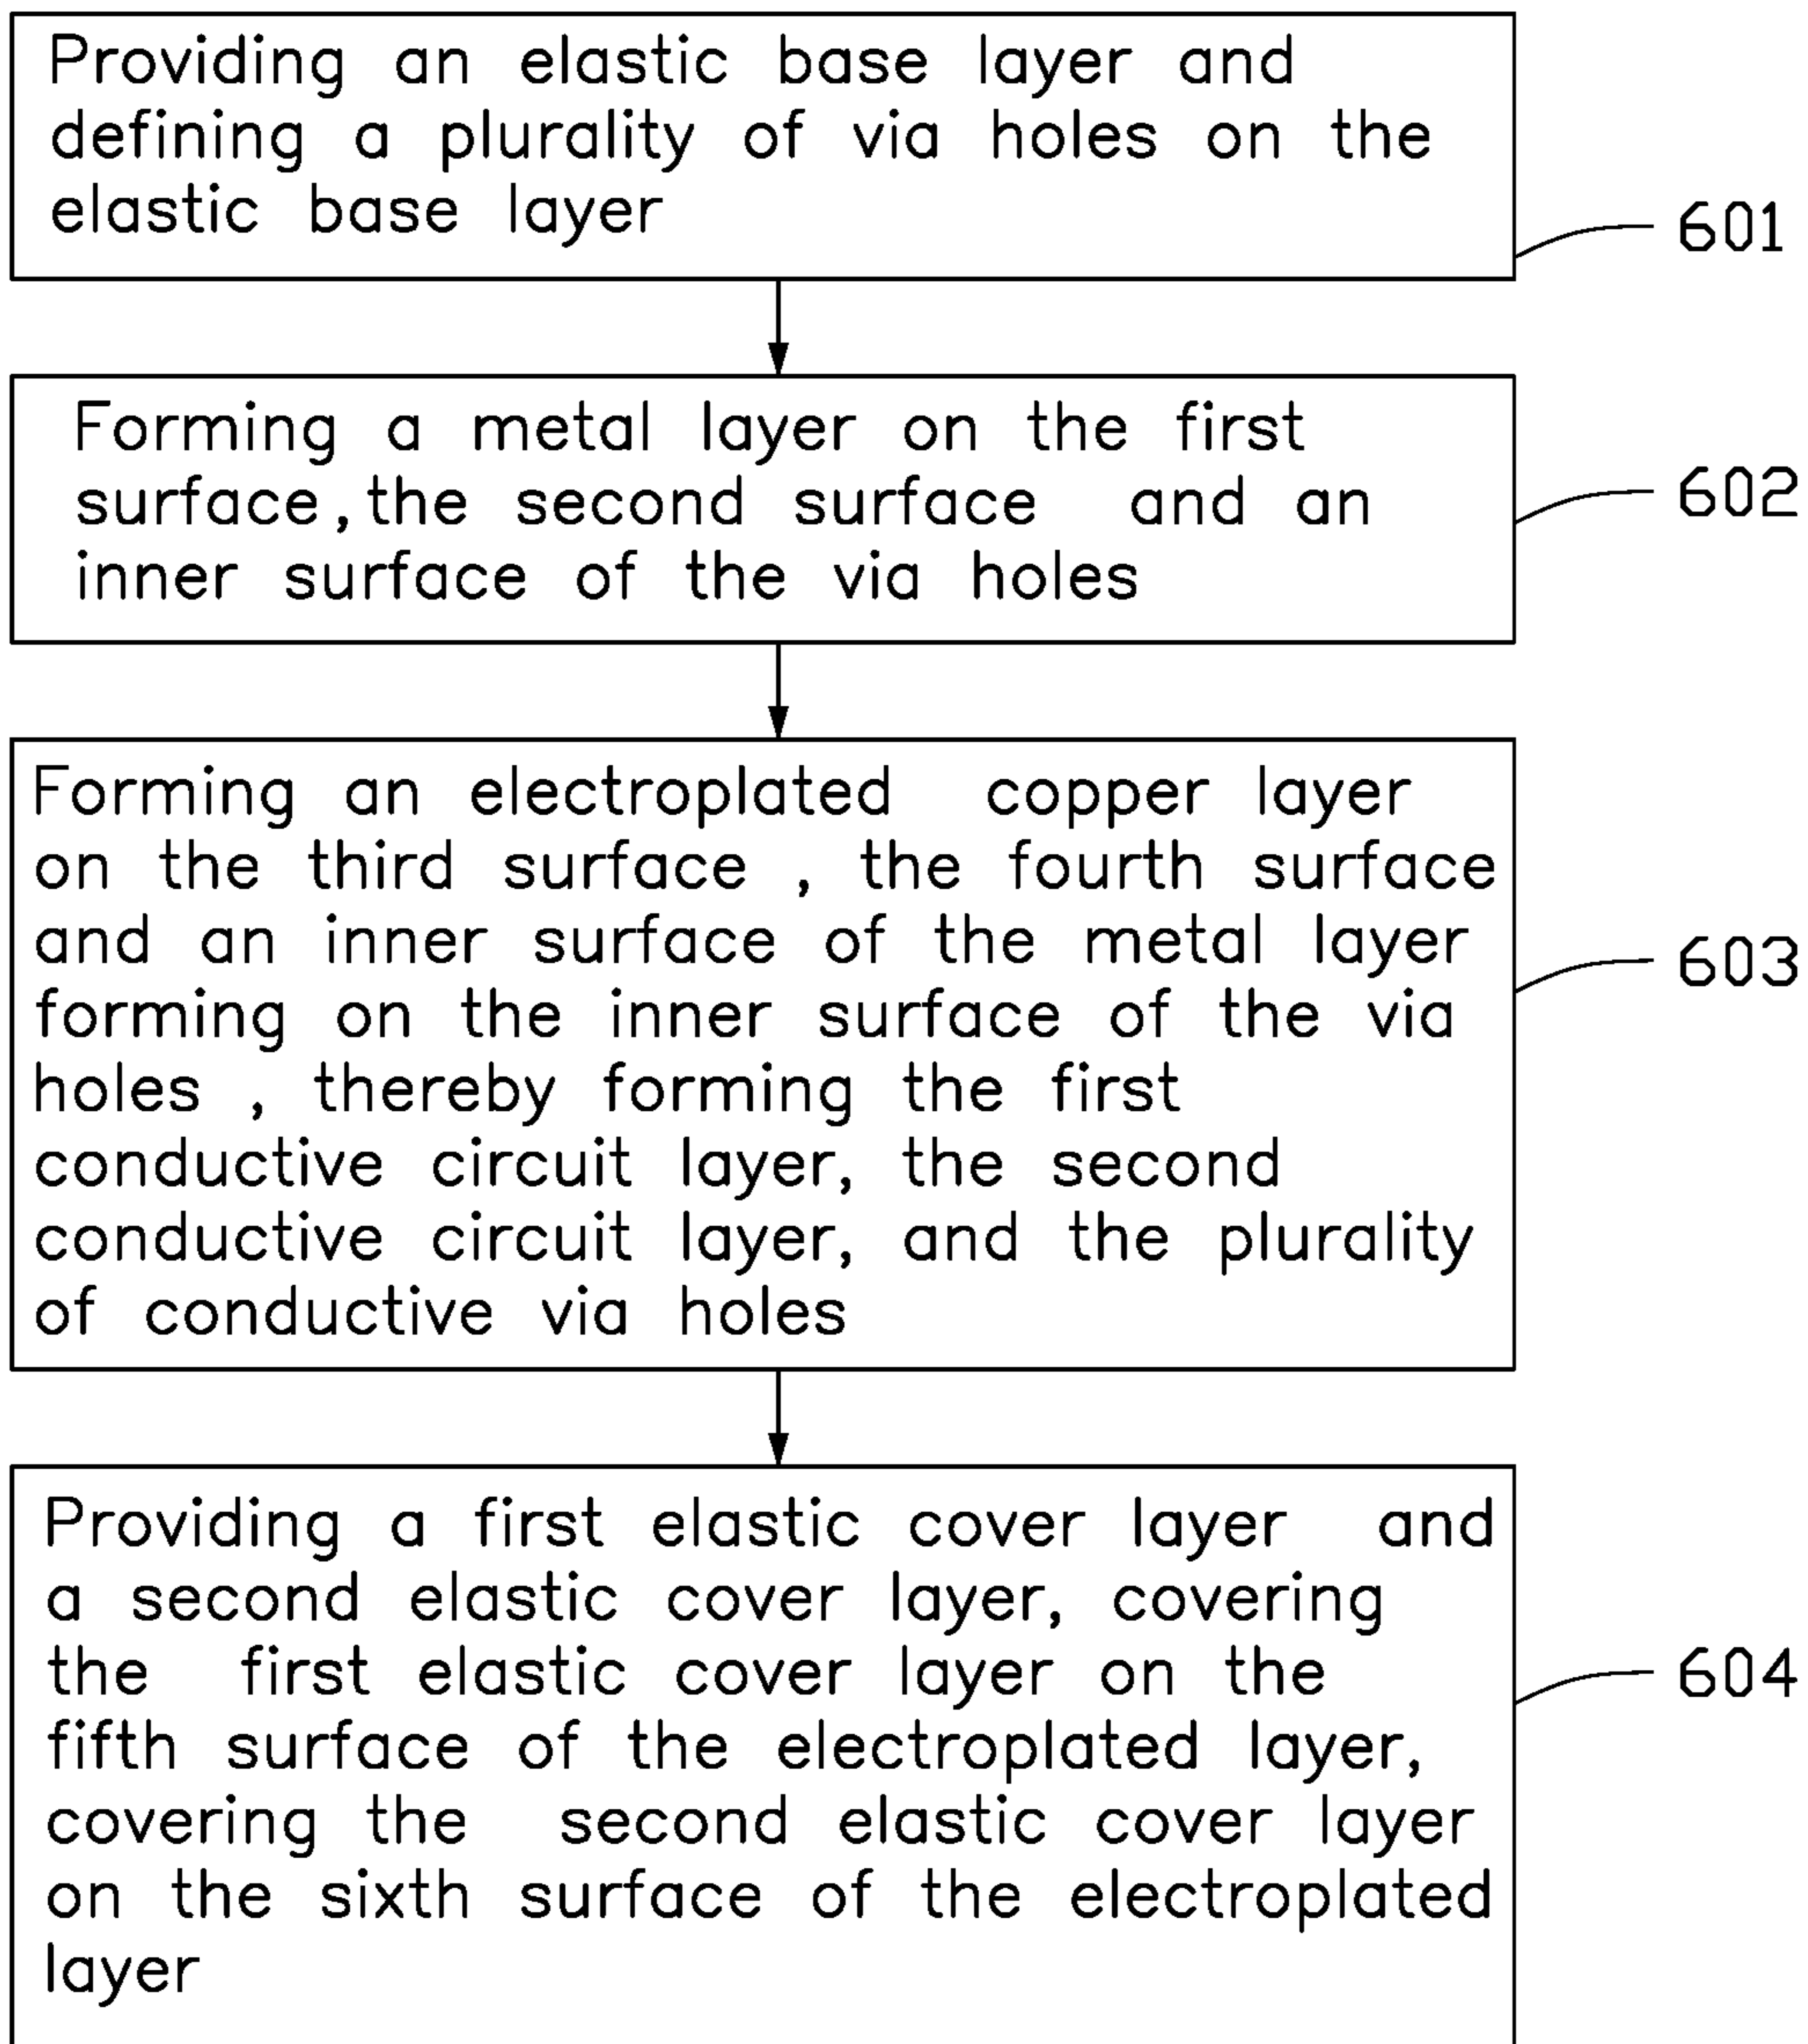 Providing an elastic base layer and
defining a plurality of via holes on the
elastic base layer
601
Forming a metal layer on the first
surface, the second surface and an
inner surface of the via holes
602
Forming an electroplated copper layer
on the third surface , the fourth surface
and an inner surface of the metal layer
forming on the inner surface of the via
holes , thereby forming the first
conductive circuit layer, the second
conductive circuit layer, and the plurality
of conductive via holes
603
Providing a first elastic cover layer and
a second elastic cover layer, covering
the first elastic cover layer on the
fifth surface of the electroplated layer,
covering the second elastic cover layer
on the sixth surface of the electroplated
layer
604